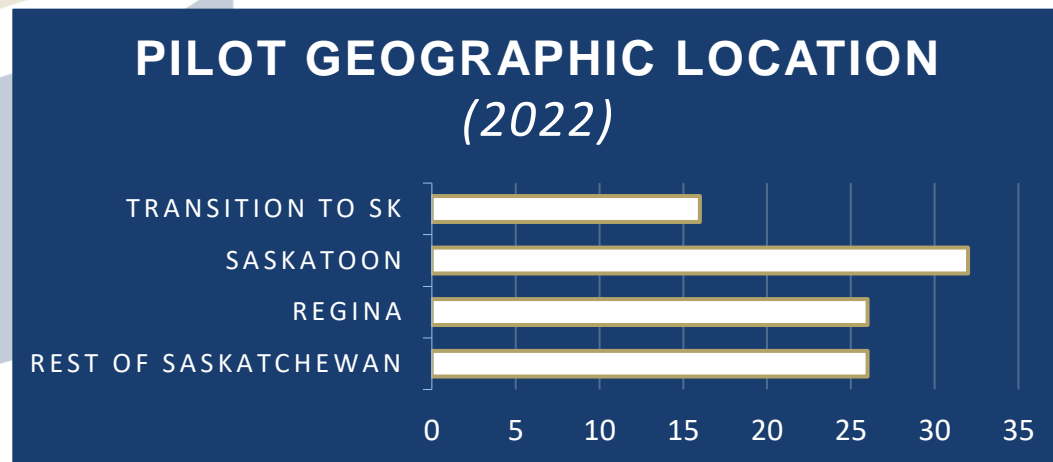 PILOT GEOGRAPHIC LOCATION
(2022)
TRANSITION TO SK
SASKATOON
REGINA
REST OF SASKATCHEWAN
0 5 10 15 20 25 30 35